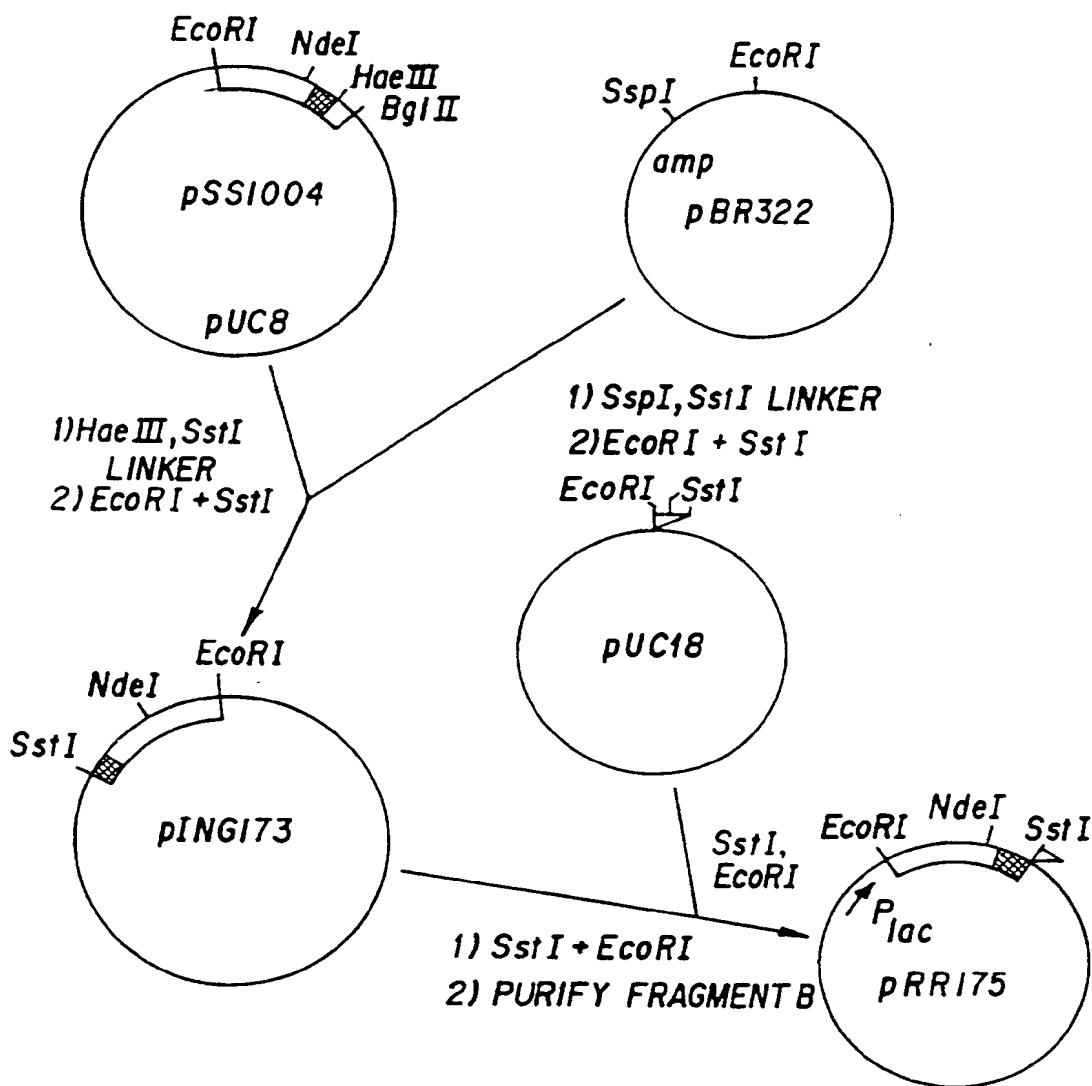 EcoRI
NdeI
HaeIII
BglII
pSS1004
pUC8
EcoRI
SspI
amp
pBR322
1) HaeIII, SstI
LINKER
2) EcoRI + SstI
1) SspI, SstI LINKER
2) EcoRI + SstI
EcoRI
SstI
pUC18
EcoRI
NdeI
SstI
pING173
SstI,
EcoRI
1) SstI + EcoRI
2) PURIFY FRAGMENT B
EcoRI
NdeI
SstI
Plac
pRR175